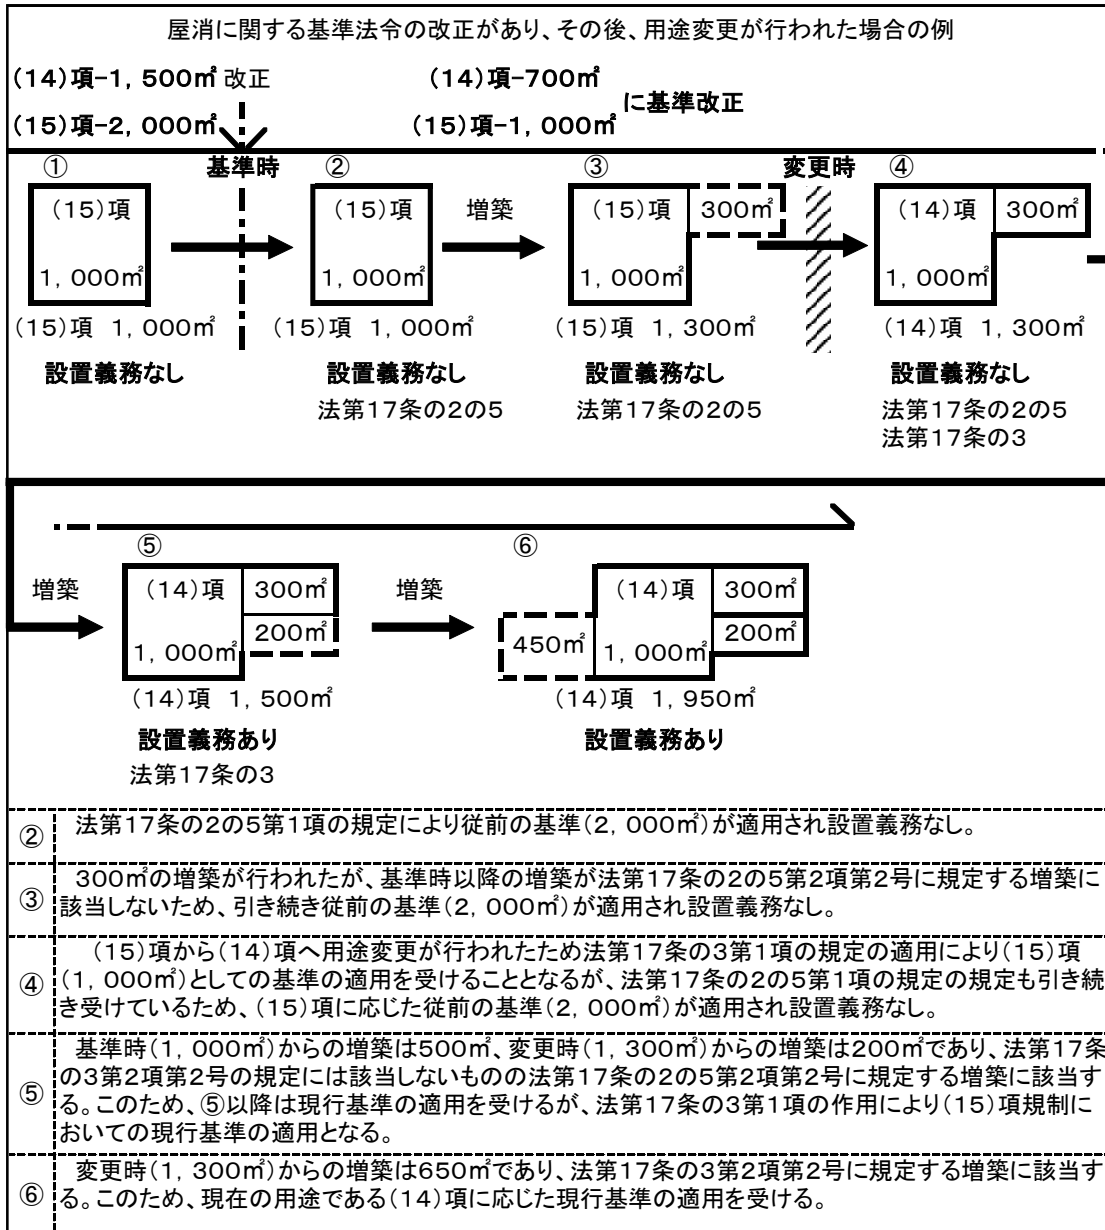 屋消に関する基準法令の改正があり、その後、用途変更が行われた場合の例
(14)項-1,500㎡ 改正 (14)項-700㎡
に基準改正
(15)項-2,000㎡ (15)項-1,000㎡
① 基準時 ② ③ 変更時 ④
(15)項 (15)項 増築 (15)項 300㎡ (14)項 300㎡
1,000㎡ 1,000㎡ 1,000㎡ 1,000㎡
(15)項 1,000㎡ (15)項 1,000㎡ (15)項 1,300㎡ (14)項 1,300㎡
設置義務なし 設置義務なし 設置義務なし 設置義務なし
法第17条の2の5 法第17条の2の5 法第17条の2の5
法第17条の3
⑤ ⑥
増築 (14)項 300㎡ 増築 (14)項 300㎡
200㎡ 200㎡
1,000㎡ 450㎡ 1,000㎡
(14)項 1,500㎡ (14)項 1,950㎡
設置義務あり 設置義務あり
法第17条の3
② 法第17条の2の5第1項の規定により従前の基準(2,000㎡)が適用され設置義務なし。
③ 300㎡の増築が行われたが、基準時以降の増築が法第17条の2の5第2項第2号に規定する増築に
該当しないため、引き続き従前の基準(2,000㎡)が適用され設置義務なし。
④ (15)項から(14)項へ用途変更が行われたため法第17条の3第1項の規定の適用により(15)項
(1,000㎡)としての基準の適用を受けることとなるが、法第17条の2の5第1項の規定の規定も引き続
き受けているため、(15)項に応じた従前の基準(2,000㎡)が適用され設置義務なし。
⑤ 基準時(1,000㎡)からの増築は500㎡、変更時(1,300㎡)からの増築は200㎡であり、法第17条
の3第2項第2号の規定には該当しないものの法第17条の2の5第2項第2号に規定する増築に該当す
る。このため、⑤以降は現行基準の適用を受けるが、法第17条の3第1項の作用により(15)項規制に
おいての現行基準の適用となる。
⑥ 変更時(1,300㎡)からの増築は650㎡であり、法第17条の3第2項第2号に規定する増築に該当す
る。このため、現在の用途である(14)項に応じた現行基準の適用を受ける。